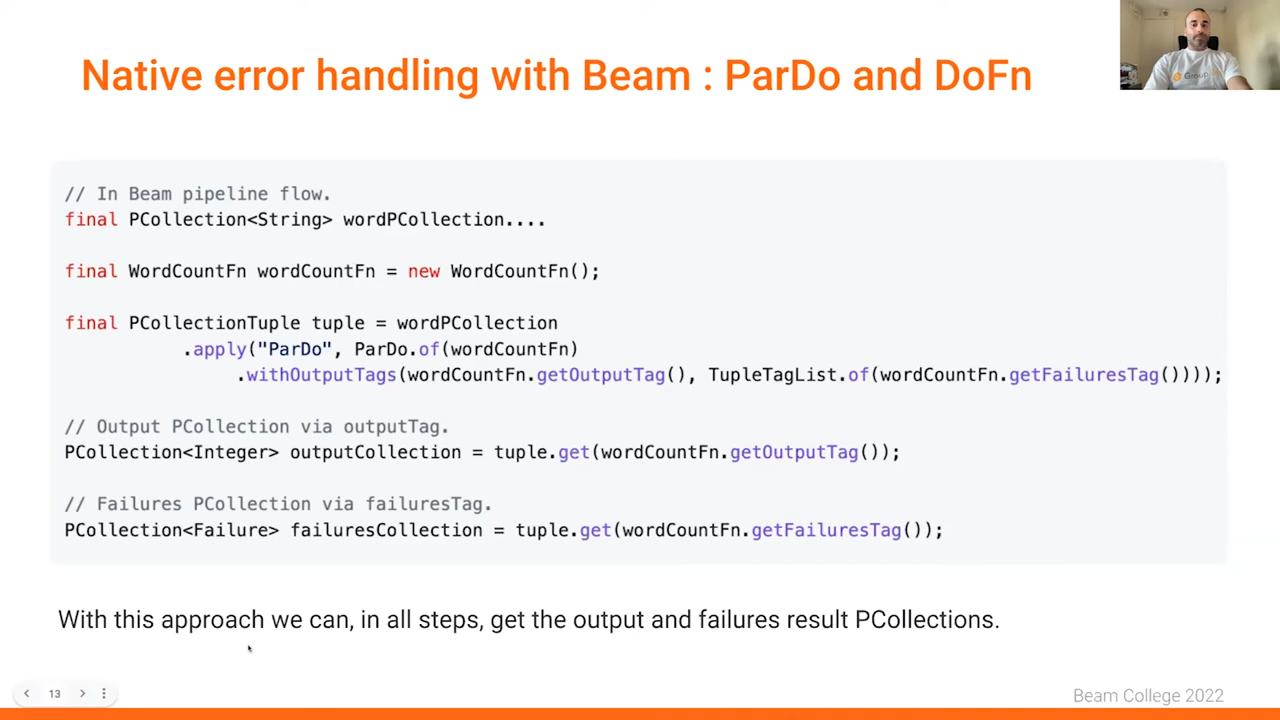 Native error handling with Beam : ParDo and DoFn
Group
// In Beam pipeline flow.
final PCollection<String> wordPCollection....
final WordCountFn wordCountFn = new WordCountFn();
final PCollectionTuple tuple = wordPCollection
.apply("ParDo", ParDo.of(wordCountFn)
.withOutputTags(wordCountFn.getOutputTag(), TupleTagList.of(wordCountFn.getFailuresTag())));
// Output PCollection via outputTag.
PCollection<Integer> outputCollection = tuple.get(wordCountFn.getOutputTag());
// Failures PCollection via failuresTag.
PCollection<Failure> failuresCollection = tuple.get(wordCountFn.getFailuresTag());
With this approach we can, in all steps, get the output and failures result PCollections.
13
Beam College 2022